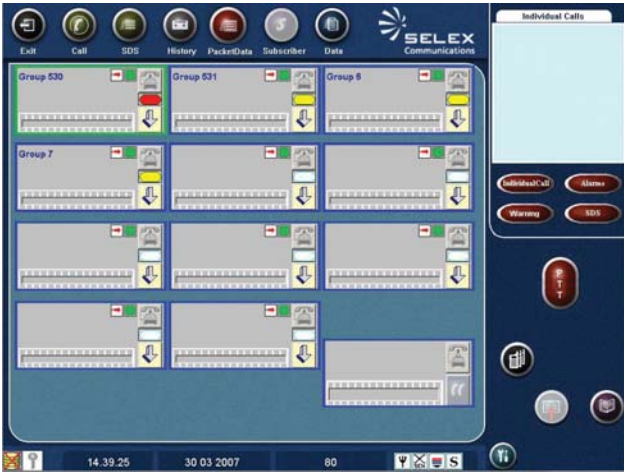 Exit Call SDS History PacketData Subscriber Data
SELEX
Communications
Individual Calls
Group 530 Group 531 Group 6
Group 7
IndividualCall Alarms
Warning SDS
PTT
14.39.25 30 03 2007 80 S